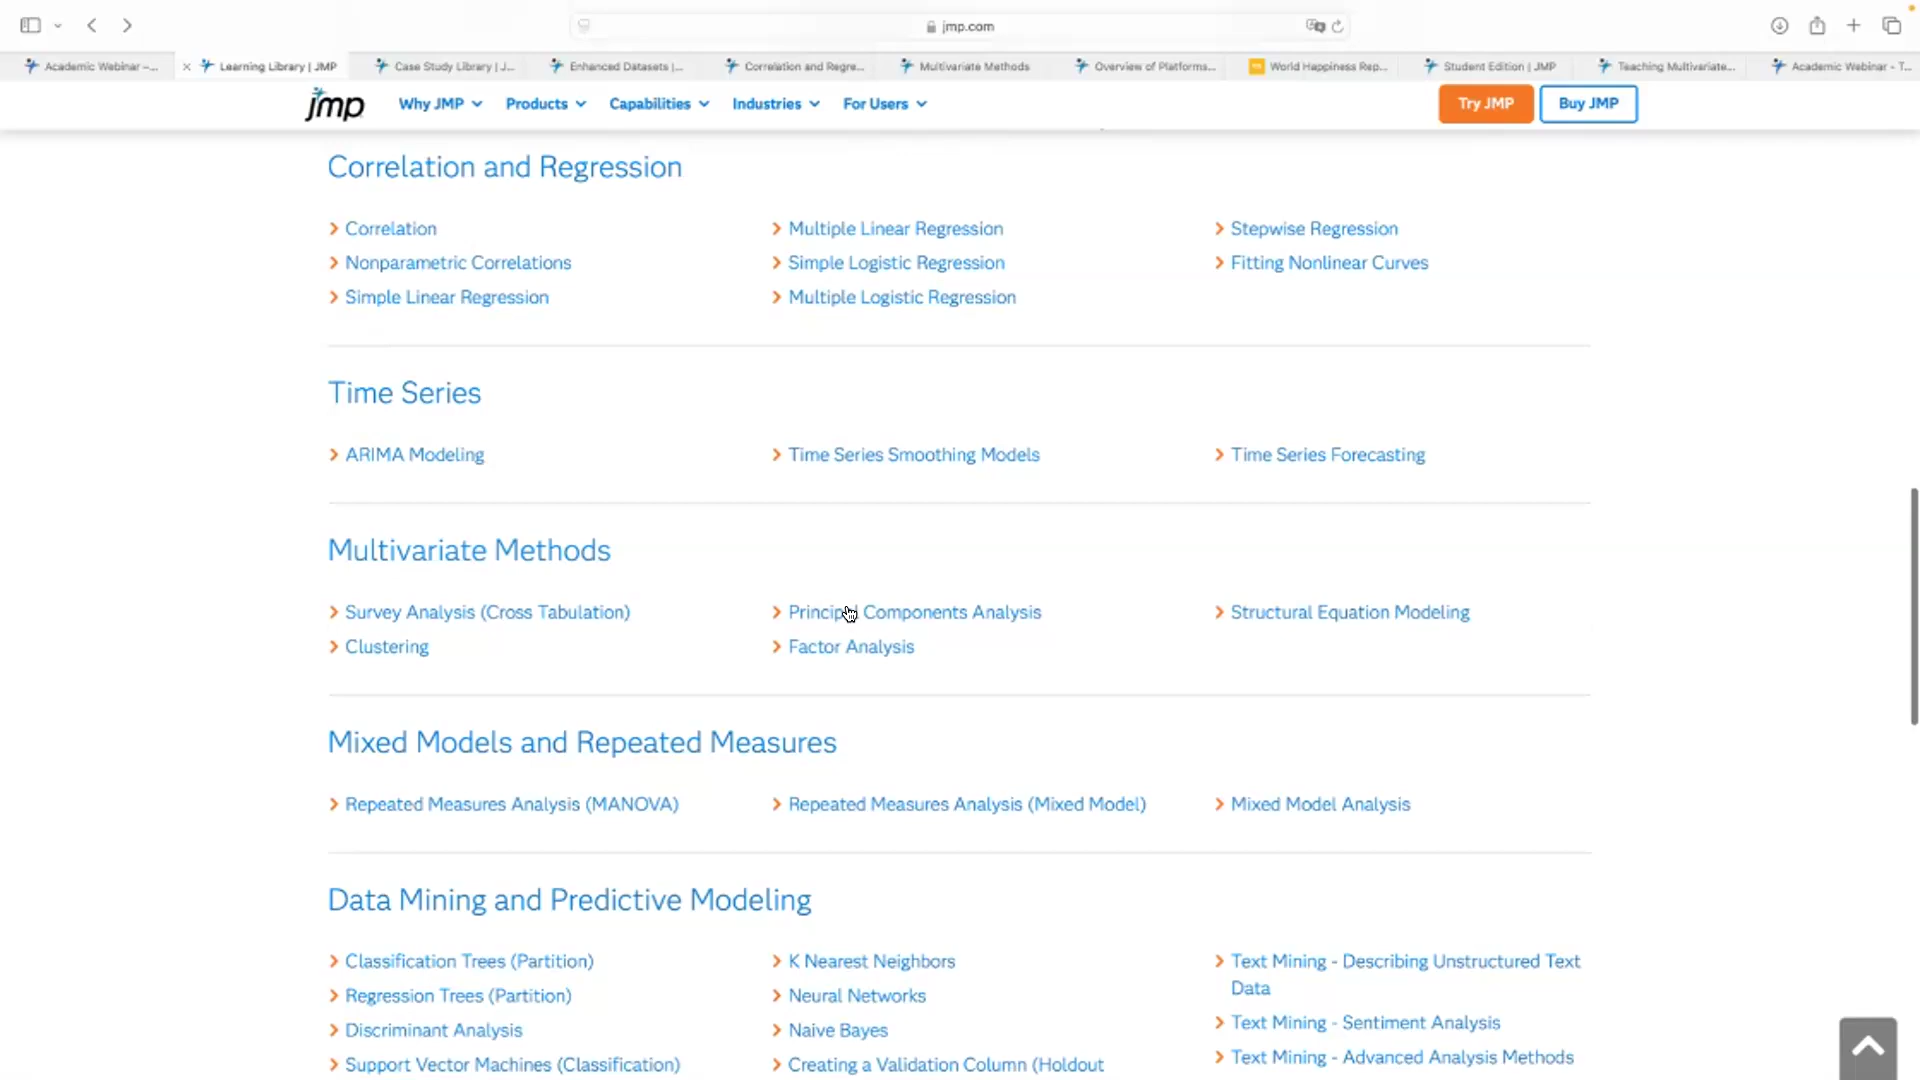 jmp.com
Academic Webinar –...
Learning Library | JMP
Case Study Library | J...
Enhanced Datasets |...
Correlation and Regre...
Multivariate Methods
Overview of Platforms...
World Happiness Rep...
Student Edition | JMP
Teaching Multivariate...
Academic Webinar - T...
jmp
Why JMP
Products
Capabilities
Industries
For Users
Try JMP
Buy JMP
Correlation and Regression
Correlation
Multiple Linear Regression
Stepwise Regression
Nonparametric Correlations
Simple Logistic Regression
Fitting Nonlinear Curves
Simple Linear Regression
Multiple Logistic Regression
Time Series
ARIMA Modeling
Time Series Smoothing Models
Time Series Forecasting
Multivariate Methods
Survey Analysis (Cross Tabulation)
Principal Components Analysis
Structural Equation Modeling
Clustering
Factor Analysis
Mixed Models and Repeated Measures
Repeated Measures Analysis (MANOVA)
Repeated Measures Analysis (Mixed Model)
Mixed Model Analysis
Data Mining and Predictive Modeling
Classification Trees (Partition)
K Nearest Neighbors
Text Mining - Describing Unstructured Text
Data
Regression Trees (Partition)
Neural Networks
Text Mining - Sentiment Analysis
Discriminant Analysis
Naive Bayes
Text Mining - Advanced Analysis Methods
Support Vector Machines (Classification)
Creating a Validation Column (Holdout